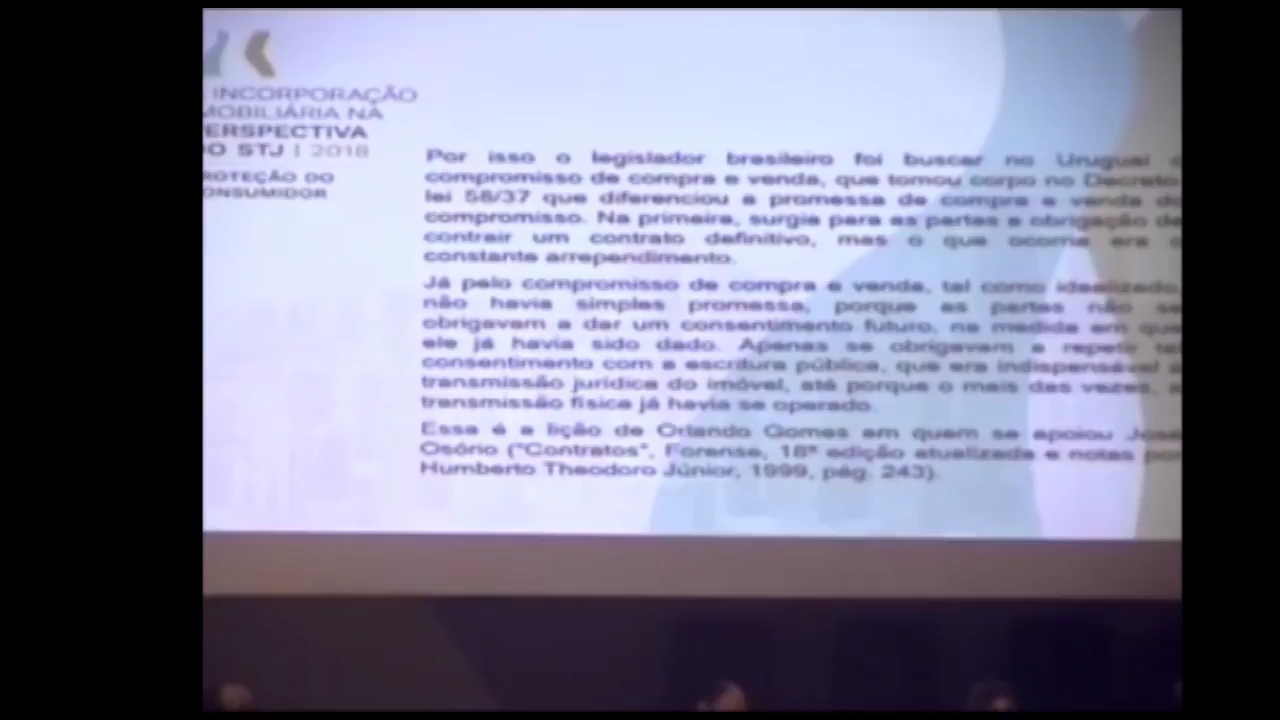 INCORPORAÇÃO
MOBILIÁRIA NA
ERSPECTIVA
DO STJ | 2018
ROTEÇÃO DO
ONSUMIDOR
Por isso o legislador brasileiro foi buscar no Uruguai o
compromisso de compra e venda, que tomou corpo no Decreto-
lei 58/37 que diferenciou a promessa de compra e venda do
compromisso. Na primeira, surgia para as partes a obrigação de
contrair um contrato definitivo, mas o que ocorria era o
constante arrependimento.
Já pelo compromisso de compra e venda, tal como idealizado,
não havia simples promessa, porque as partes não se
obrigavam a dar um consentimento futuro, na medida em que
ele já havia sido dado. Apenas se obrigavam a repetir tal
consentimento com a escritura pública, que era indispensável a
transmissão jurídica do imóvel, até porque o mais das vezes, a
transmissão física já havia se operado.
Essa é a lição de Orlando Gomes em quem se apoiou José
Osório ("Contratos", Forense, 18ª edição atualizada e notas por
Humberto Theodoro Júnior, 1999, pág. 243).